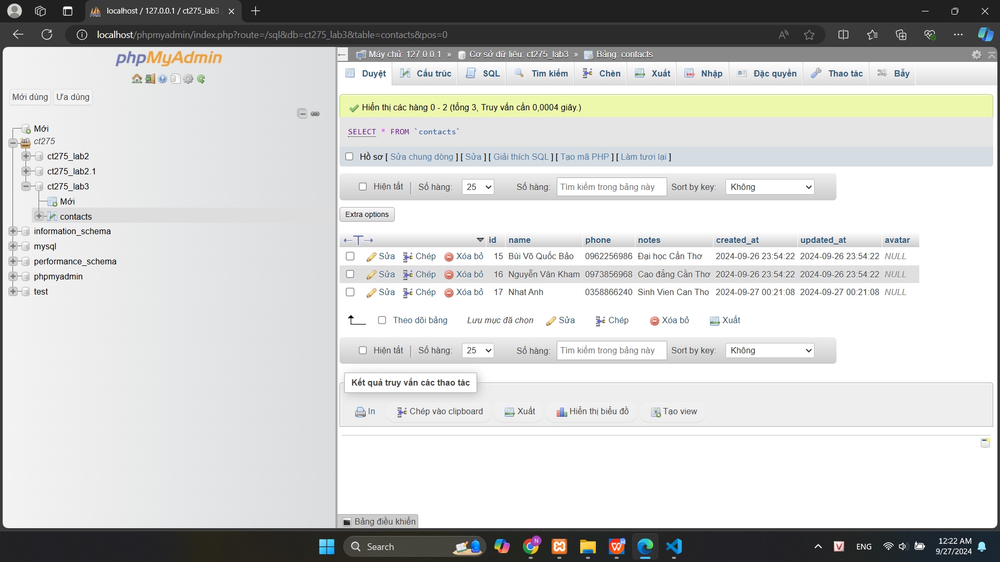 localhost / 127.0.0.1 / ct275_lab3
localhost/phpmyadmin/index.php?route=/sql&db=ct275_lab3&table=contacts&pos=0
phpMyAdmin
Mới dùng Ưa dùng
Mới
ct275
ct275_lab2
ct275_lab2.1
ct275_lab3
Mới
contacts
information_schema
mysql
performance_schema
phpmyadmin
test
Máy chủ: 127.0.0.1 » Cơ sở dữ liệu: ct275_lab3 » Bảng: contacts
Duyệt Cấu trúc SQL Tìm kiếm Chèn Xuất Nhập Đặc quyền Thao tác Bẫy
Hiển thị các hàng 0 - 2 (tổng 3, Truy vấn cần 0,0004 giây.)
SELECT * FROM `contacts`
Hồ sơ [ Sửa chung dòng ] [ Sửa ] [ Giải thích SQL ] [ Tạo mã PHP ] [ Làm tươi lại ]
Hiện tất Số hàng: 25 Số hàng: Tìm kiếm trong bảng này Sort by key: Không
Extra options
←T→ id name phone notes created_at updated_at avatar
Sửa Chép Xóa bỏ 15 Bùi Võ Quốc Bảo 0962256986 Đại học Cần Thơ 2024-09-26 23:54:22 2024-09-26 23:54:22 NULL
Sửa Chép Xóa bỏ 16 Nguyễn Văn Kham 0973856968 Cao đẳng Cần Thơ 2024-09-26 23:54:22 2024-09-26 23:54:22 NULL
Sửa Chép Xóa bỏ 17 Nhat Anh 0358866240 Sinh Vien Can Tho 2024-09-27 00:21:08 2024-09-27 00:21:08 NULL
Theo dõi bảng Lưu mục đã chọn Sửa Chép Xóa bỏ Xuất
Hiện tất Số hàng: 25 Số hàng: Tìm kiếm trong bảng này Sort by key: Không
Kết quả truy vấn các thao tác
In Chép vào clipboard Xuất Hiển thị biểu đồ Tạo view
Bảng điều khiển
Search
N
W
V
ENG
12:22 AM
9/27/2024